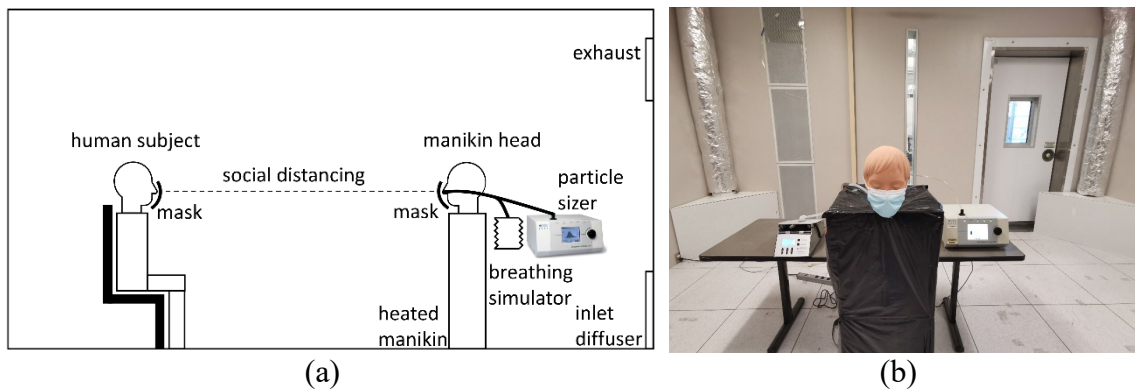 exhaust
human subject
manikin head
social distancing
particle
sizer
mask
mask
breathing
simulator
heated
manikin
inlet
diffuser
(a)
(b)